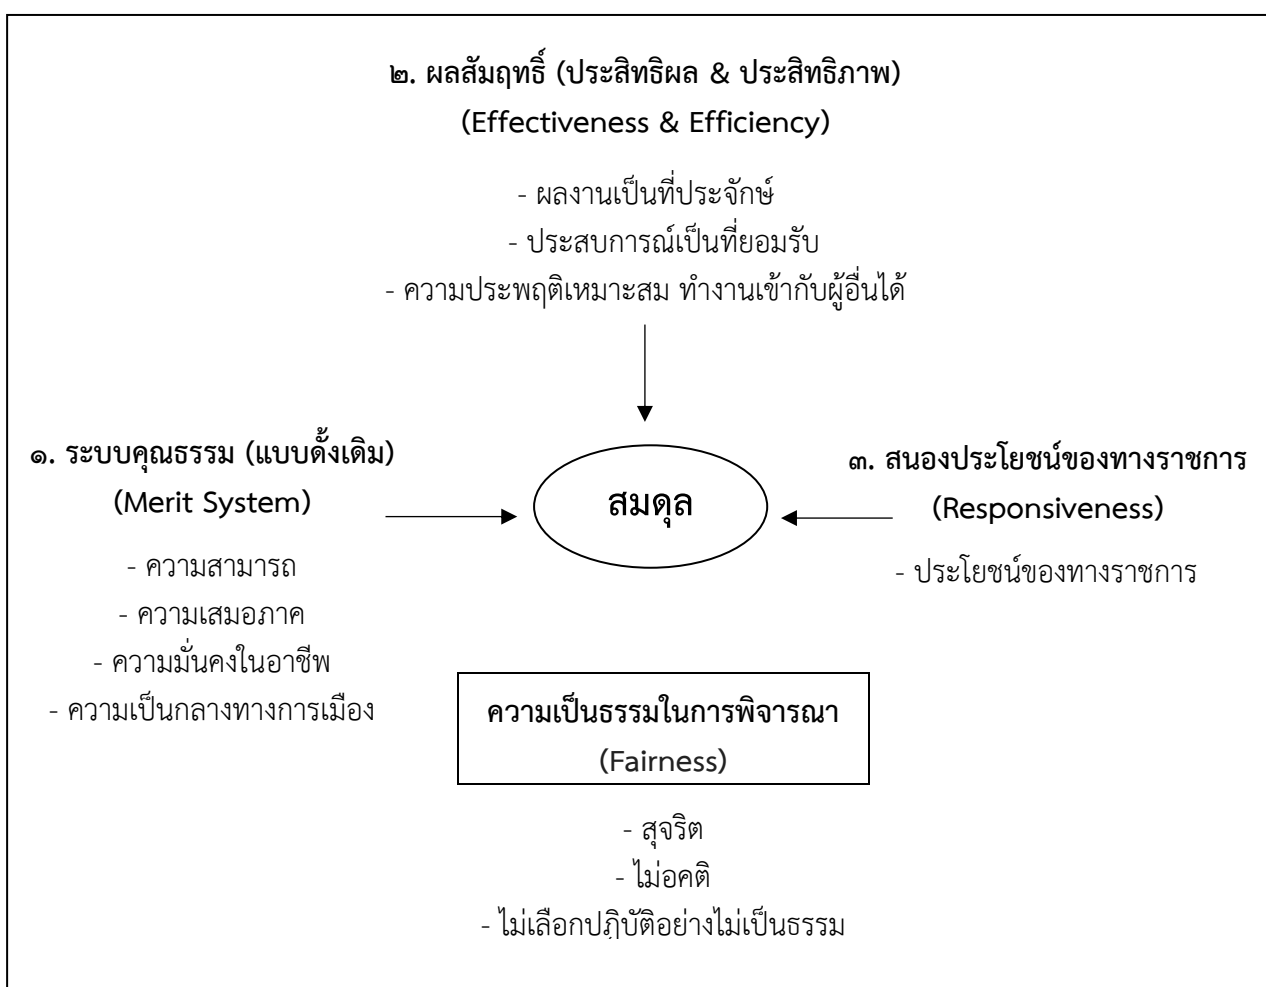 ๒. ผลสัมฤทธิ์ (ประสิทธิผล & ประสิทธิภาพ)
(Effectiveness & Efficiency)
- ผลงานเป็นที่ประจักษ์
- ประสบการณ์เป็นที่ยอมรับ
- ความประพฤติเหมาะสม ทำงานเข้ากับผู้อื่นได้
๑. ระบบคุณธรรม (แบบดั้งเดิม)
(Merit System)
- ความสามารถ
- ความเสมอภาค
- ความมั่นคงในอาชีพ
- ความเป็นกลางทางการเมือง
สมดุล
๓. สนองประโยชน์ของทางราชการ
(Responsiveness)
- ประโยชน์ของทางราชการ
ความเป็นธรรมในการพิจารณา
(Fairness)
- สุจริต
- ไม่อคติ
- ไม่เลือกปฏิบัติอย่างไม่เป็นธรรม